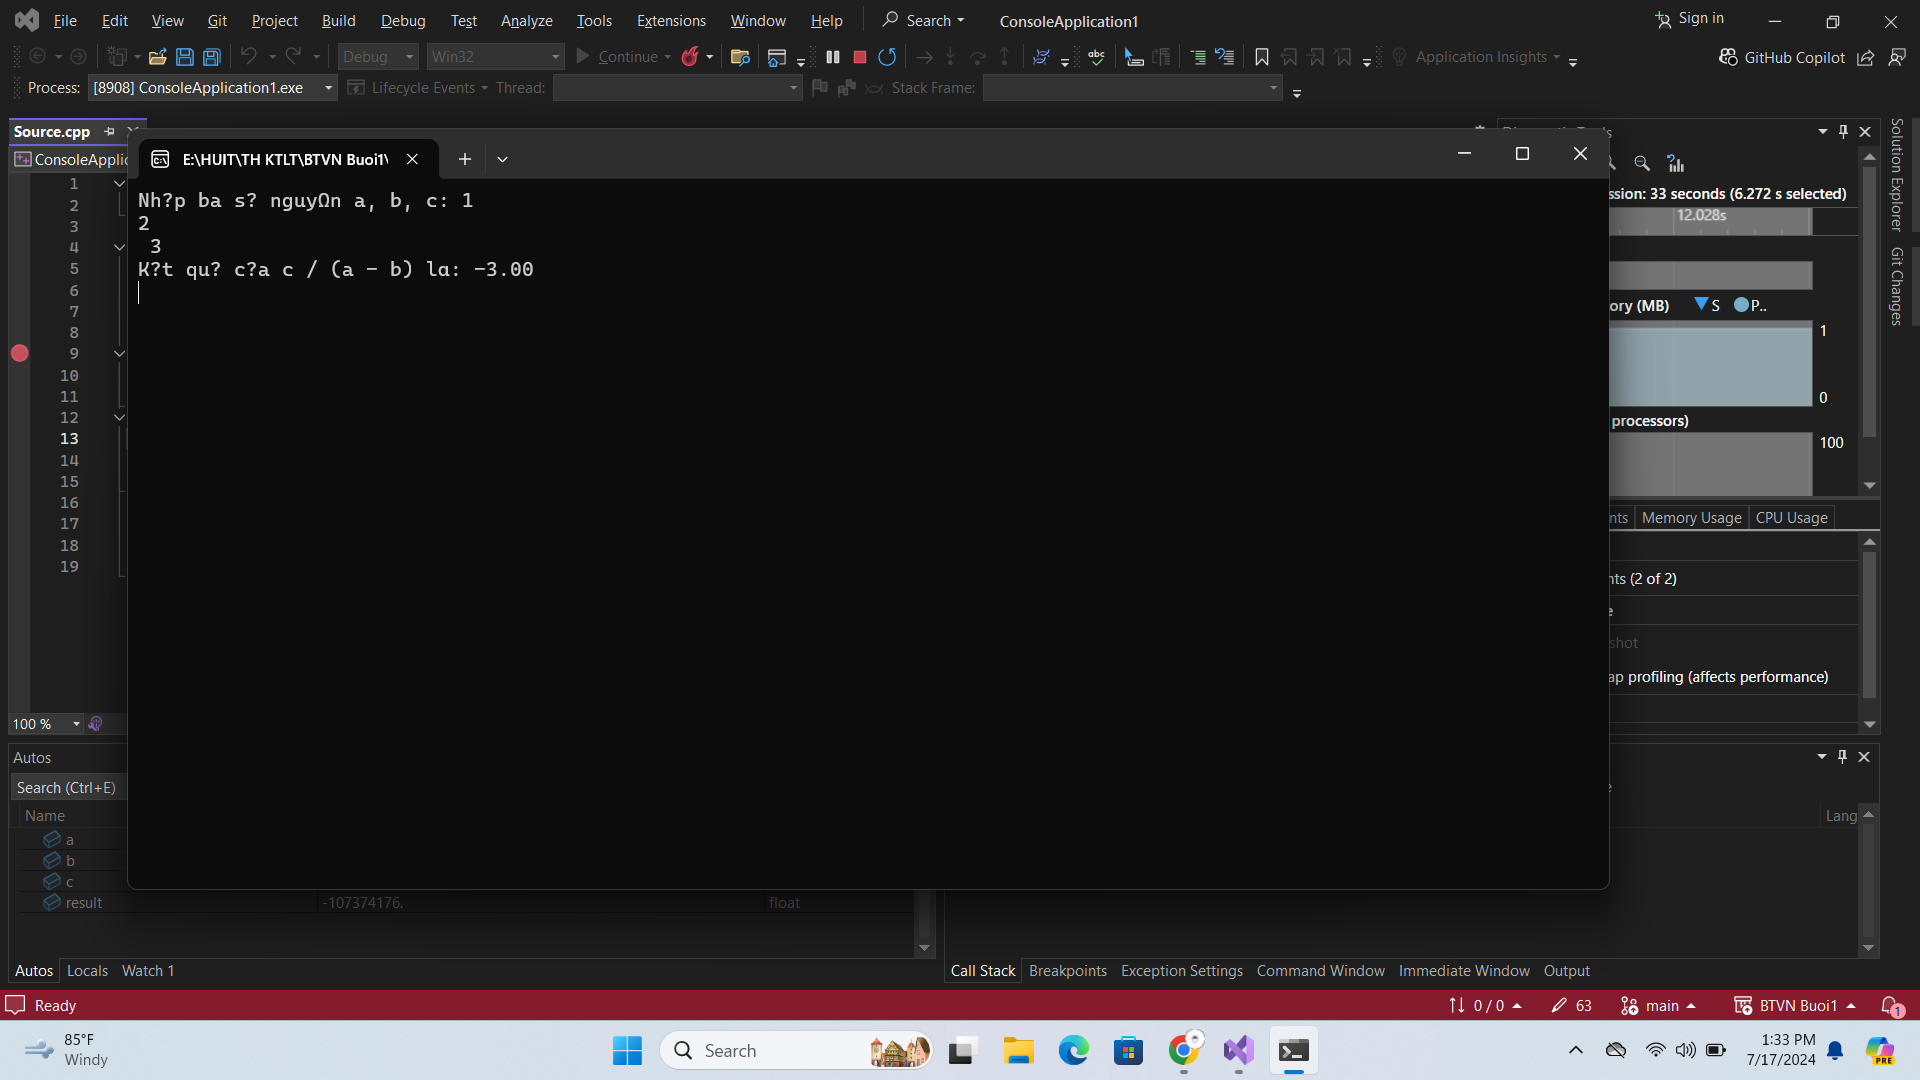 File Edit View Git Project Build Debug Test Analyze Tools Extensions Window Help Search ConsoleApplication1 Sign in
Debug Win32 Continue Application Insights GitHub Copilot
Process: [8908] ConsoleApplication1.exe Lifecycle Events Thread: Stack Frame:
Source.cpp
ConsoleApplic
E:\HUIT\TH KTLT\BTVN Buoi1\
Nh?p ba s? nguyΩn a, b, c: 1
2
3
K?t qu? c?a c / (a - b) lα: -3.00
1
2
3
4
5
6
7
8
9
10
11
12
13
14
15
16
17
18
19
ssion: 33 seconds (6.272 s selected)
12.028s
ory (MB) S P..
1
0
processors)
100
nts Memory Usage CPU Usage
nts (2 of 2)
e
shot
ap profiling (affects performance)
Solution Explorer
Git Changes
100 %
Autos
Search (Ctrl+E)
Name
Lang
a
b
c
result -107374176. float
Autos Locals Watch 1
Call Stack Breakpoints Exception Settings Command Window Immediate Window Output
Ready 0 / 0 63 main BTVN Buoi1 1
85°F
Windy
Search
PRE
1:33 PM
7/17/2024